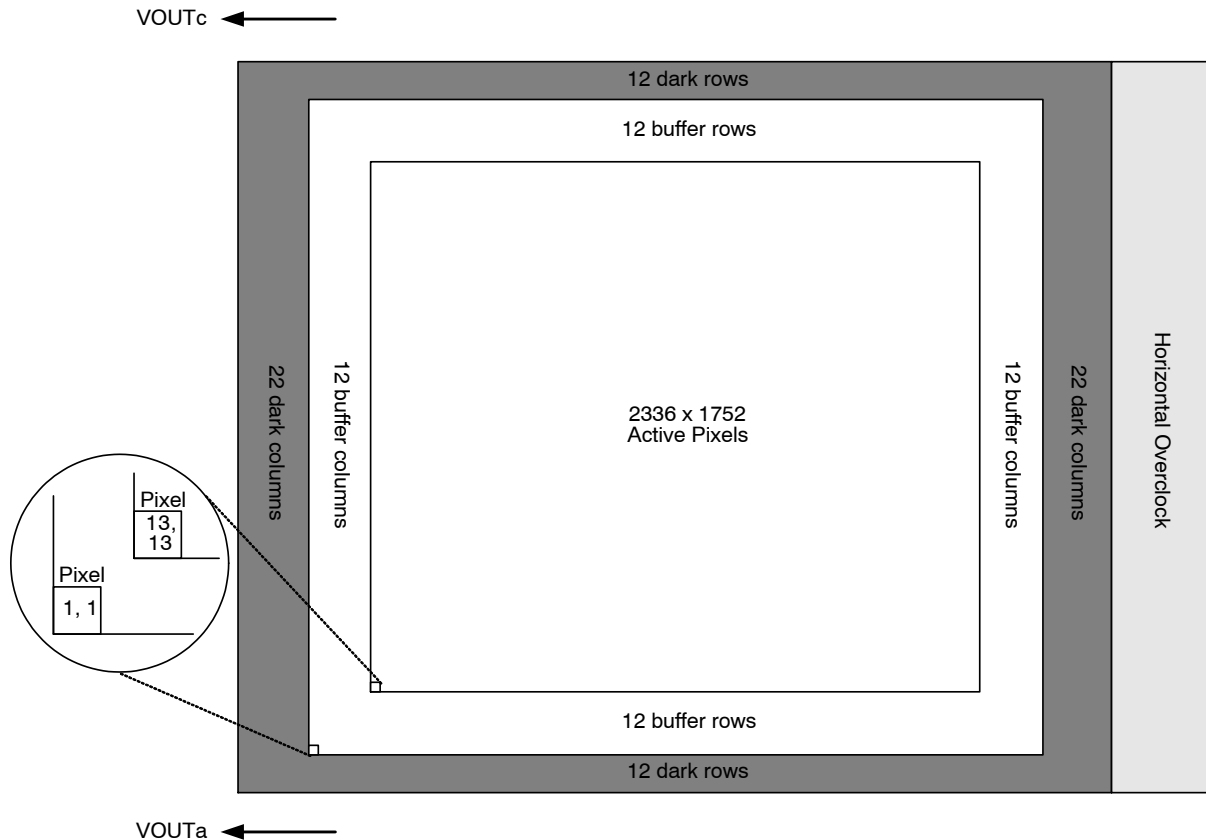 VOUTc
12 dark rows
12 buffer rows
22 dark columns
12 buffer columns
2336 x 1752
Active Pixels
12 buffer columns
22 dark columns
Horizontal Overclock
Pixel
13,
13
Pixel
1, 1
12 buffer rows
12 dark rows
VOUTa